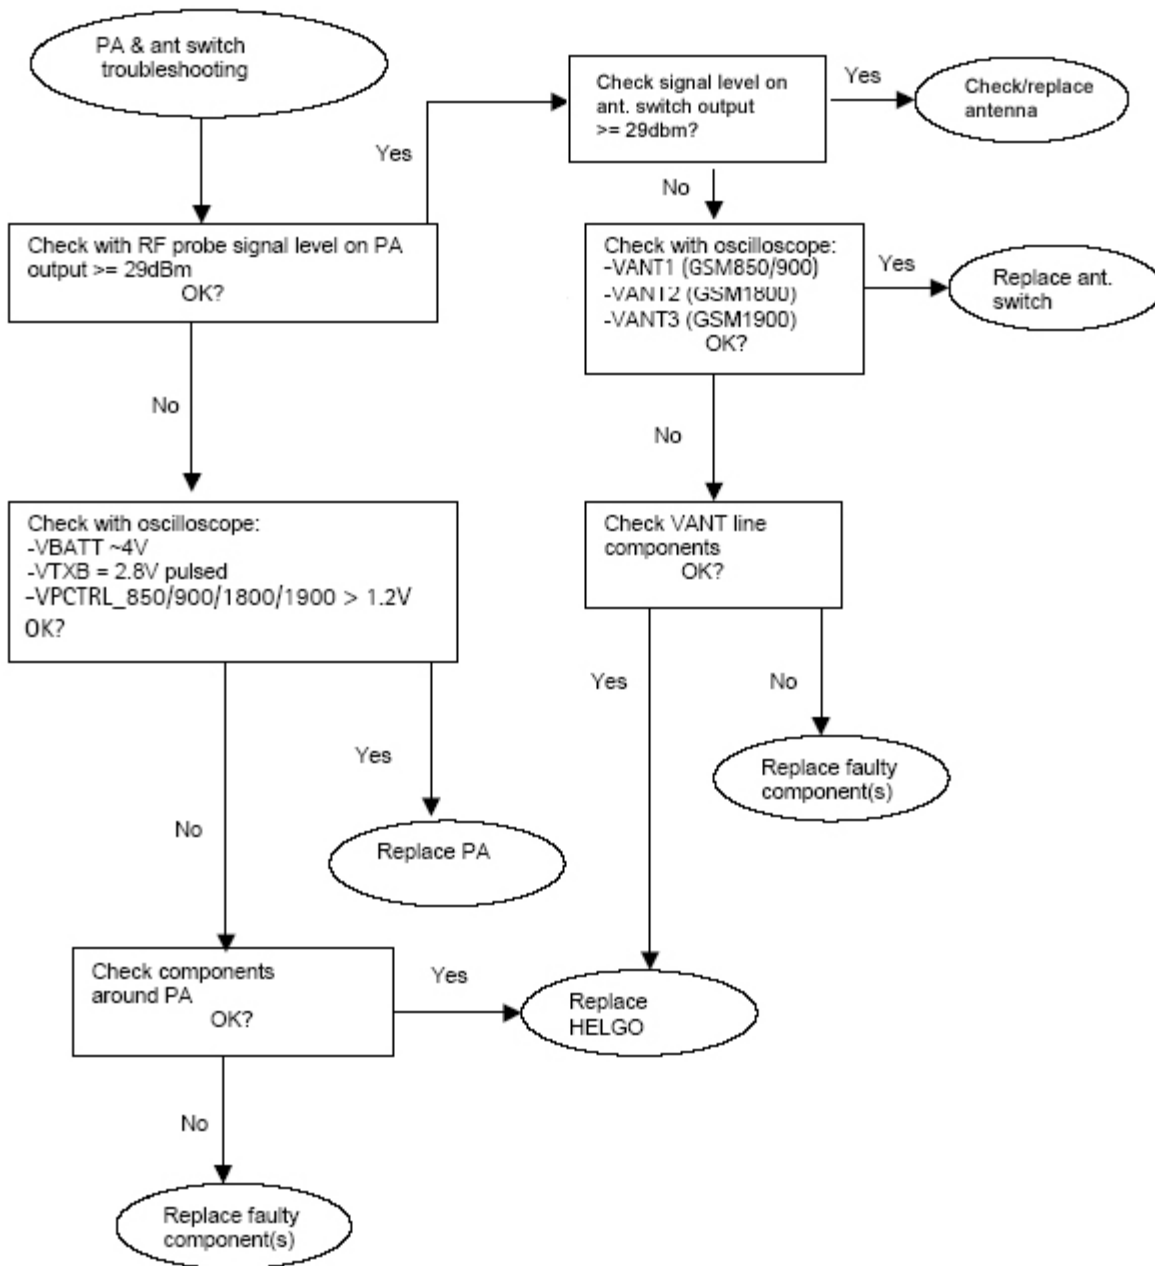 PA & ant switch
troubleshooting
Check with RF probe signal level on PA
output >= 29dBm
OK?
Yes
Check signal level on
ant. switch output
>= 29dbm?
Yes
Check/replace
antenna
No
Check with oscilloscope:
-VANT1 (GSM850/900)
-VANT2 (GSM1800)
-VANT3 (GSM1900)
OK?
Yes
Replace ant.
switch
No
No
Check with oscilloscope:
-VBATT ~4V
-VTXB = 2.8V pulsed
-VPCTRL_850/900/1800/1900 > 1.2V
OK?
Check VANT line
components
OK?
Yes
No
Replace faulty
component(s)
Yes
Replace PA
No
Check components
around PA
OK?
Yes
Replace
HELGO
No
Replace faulty
component(s)